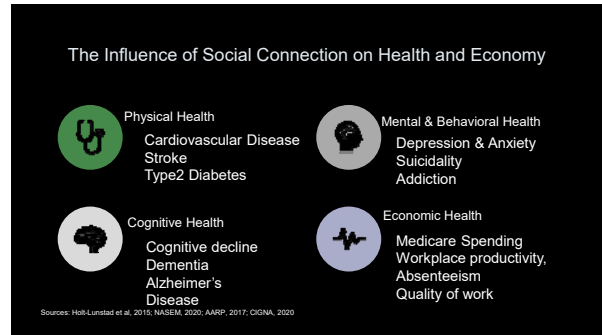 The Influence of Social Connection on Health and Economy
Physical Health
Cardiovascular Disease
Stroke
Type2 Diabetes
Mental & Behavioral Health
Depression & Anxiety
Suicidality
Addiction
Cognitive Health
Cognitive decline
Dementia
Alzheimer's
Disease
Economic Health
Medicare Spending
Workplace productivity,
Absenteeism
Quality of work
Sources: Holt-Lunstad et al, 2015; NASEM, 2020; AARP, 2017; CIGNA, 2020